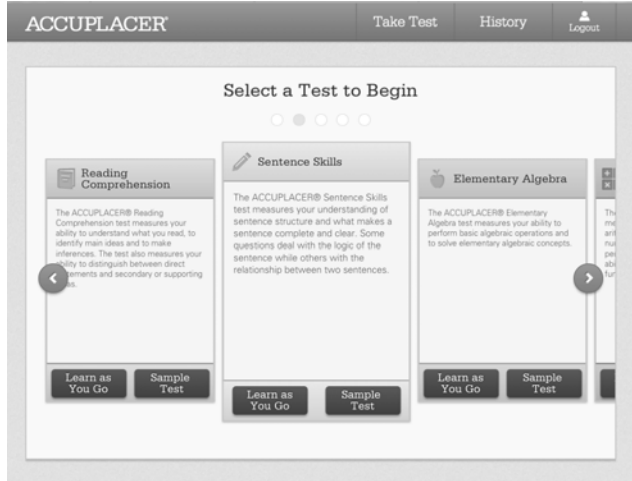 ACCUPLACER®
Take Test
History
Logout
Select a Test to Begin
Reading
Comprehension
The ACCUPLACER® Reading
Comprehension test measures your
ability to understand what you read, to
identify main ideas and to make
inferences. The test also measures your
ability to distinguish between direct
statements and secondary or supporting
ideas.
Learn as
You Go
Sample
Test
Sentence Skills
The ACCUPLACER® Sentence Skills
test measures your understanding of
sentence structure and what makes a
sentence complete and clear. Some
questions deal with the logic of the
sentence while others with the
relationship between two sentences.
Learn as
You Go
Sample
Test
Elementary Algebra
The ACCUPLACER® Elementary
Algebra test measures your ability to
perform basic algebraic operations and
to solve elementary algebraic concepts.
Learn as
You Go
Sample
Test